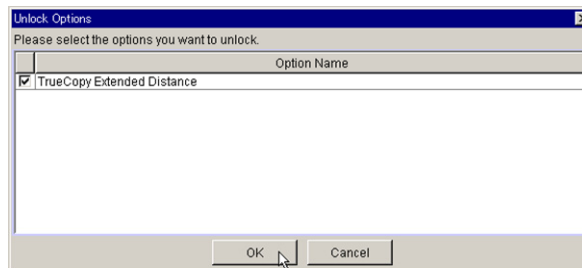 Unlock Options
Please select the options you want to unlock.
Option Name
TrueCopy Extended Distance
OK
Cancel